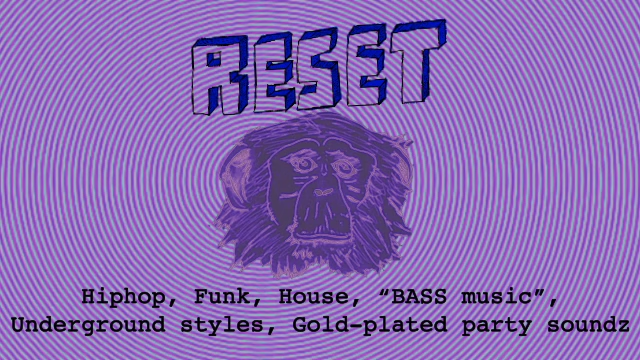 RESET
Hiphop, Funk, House, “BASS music”,
Underground styles, Gold-plated party soundz